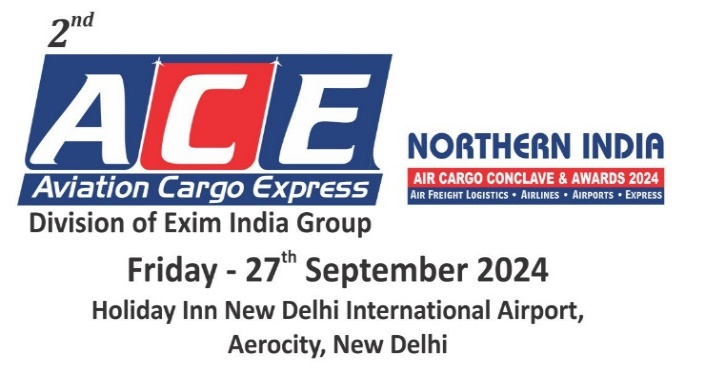 2nd
ACE
Aviation Cargo Express
Division of Exim India Group
NORTHERN INDIA
AIR CARGO CONCLAVE & AWARDS 2024
AIR FREIGHT LOGISTICS • AIRLINES • AIRPORTS • EXPRESS
Friday - 27th September 2024
Holiday Inn New Delhi International Airport,
Aerocity, New Delhi